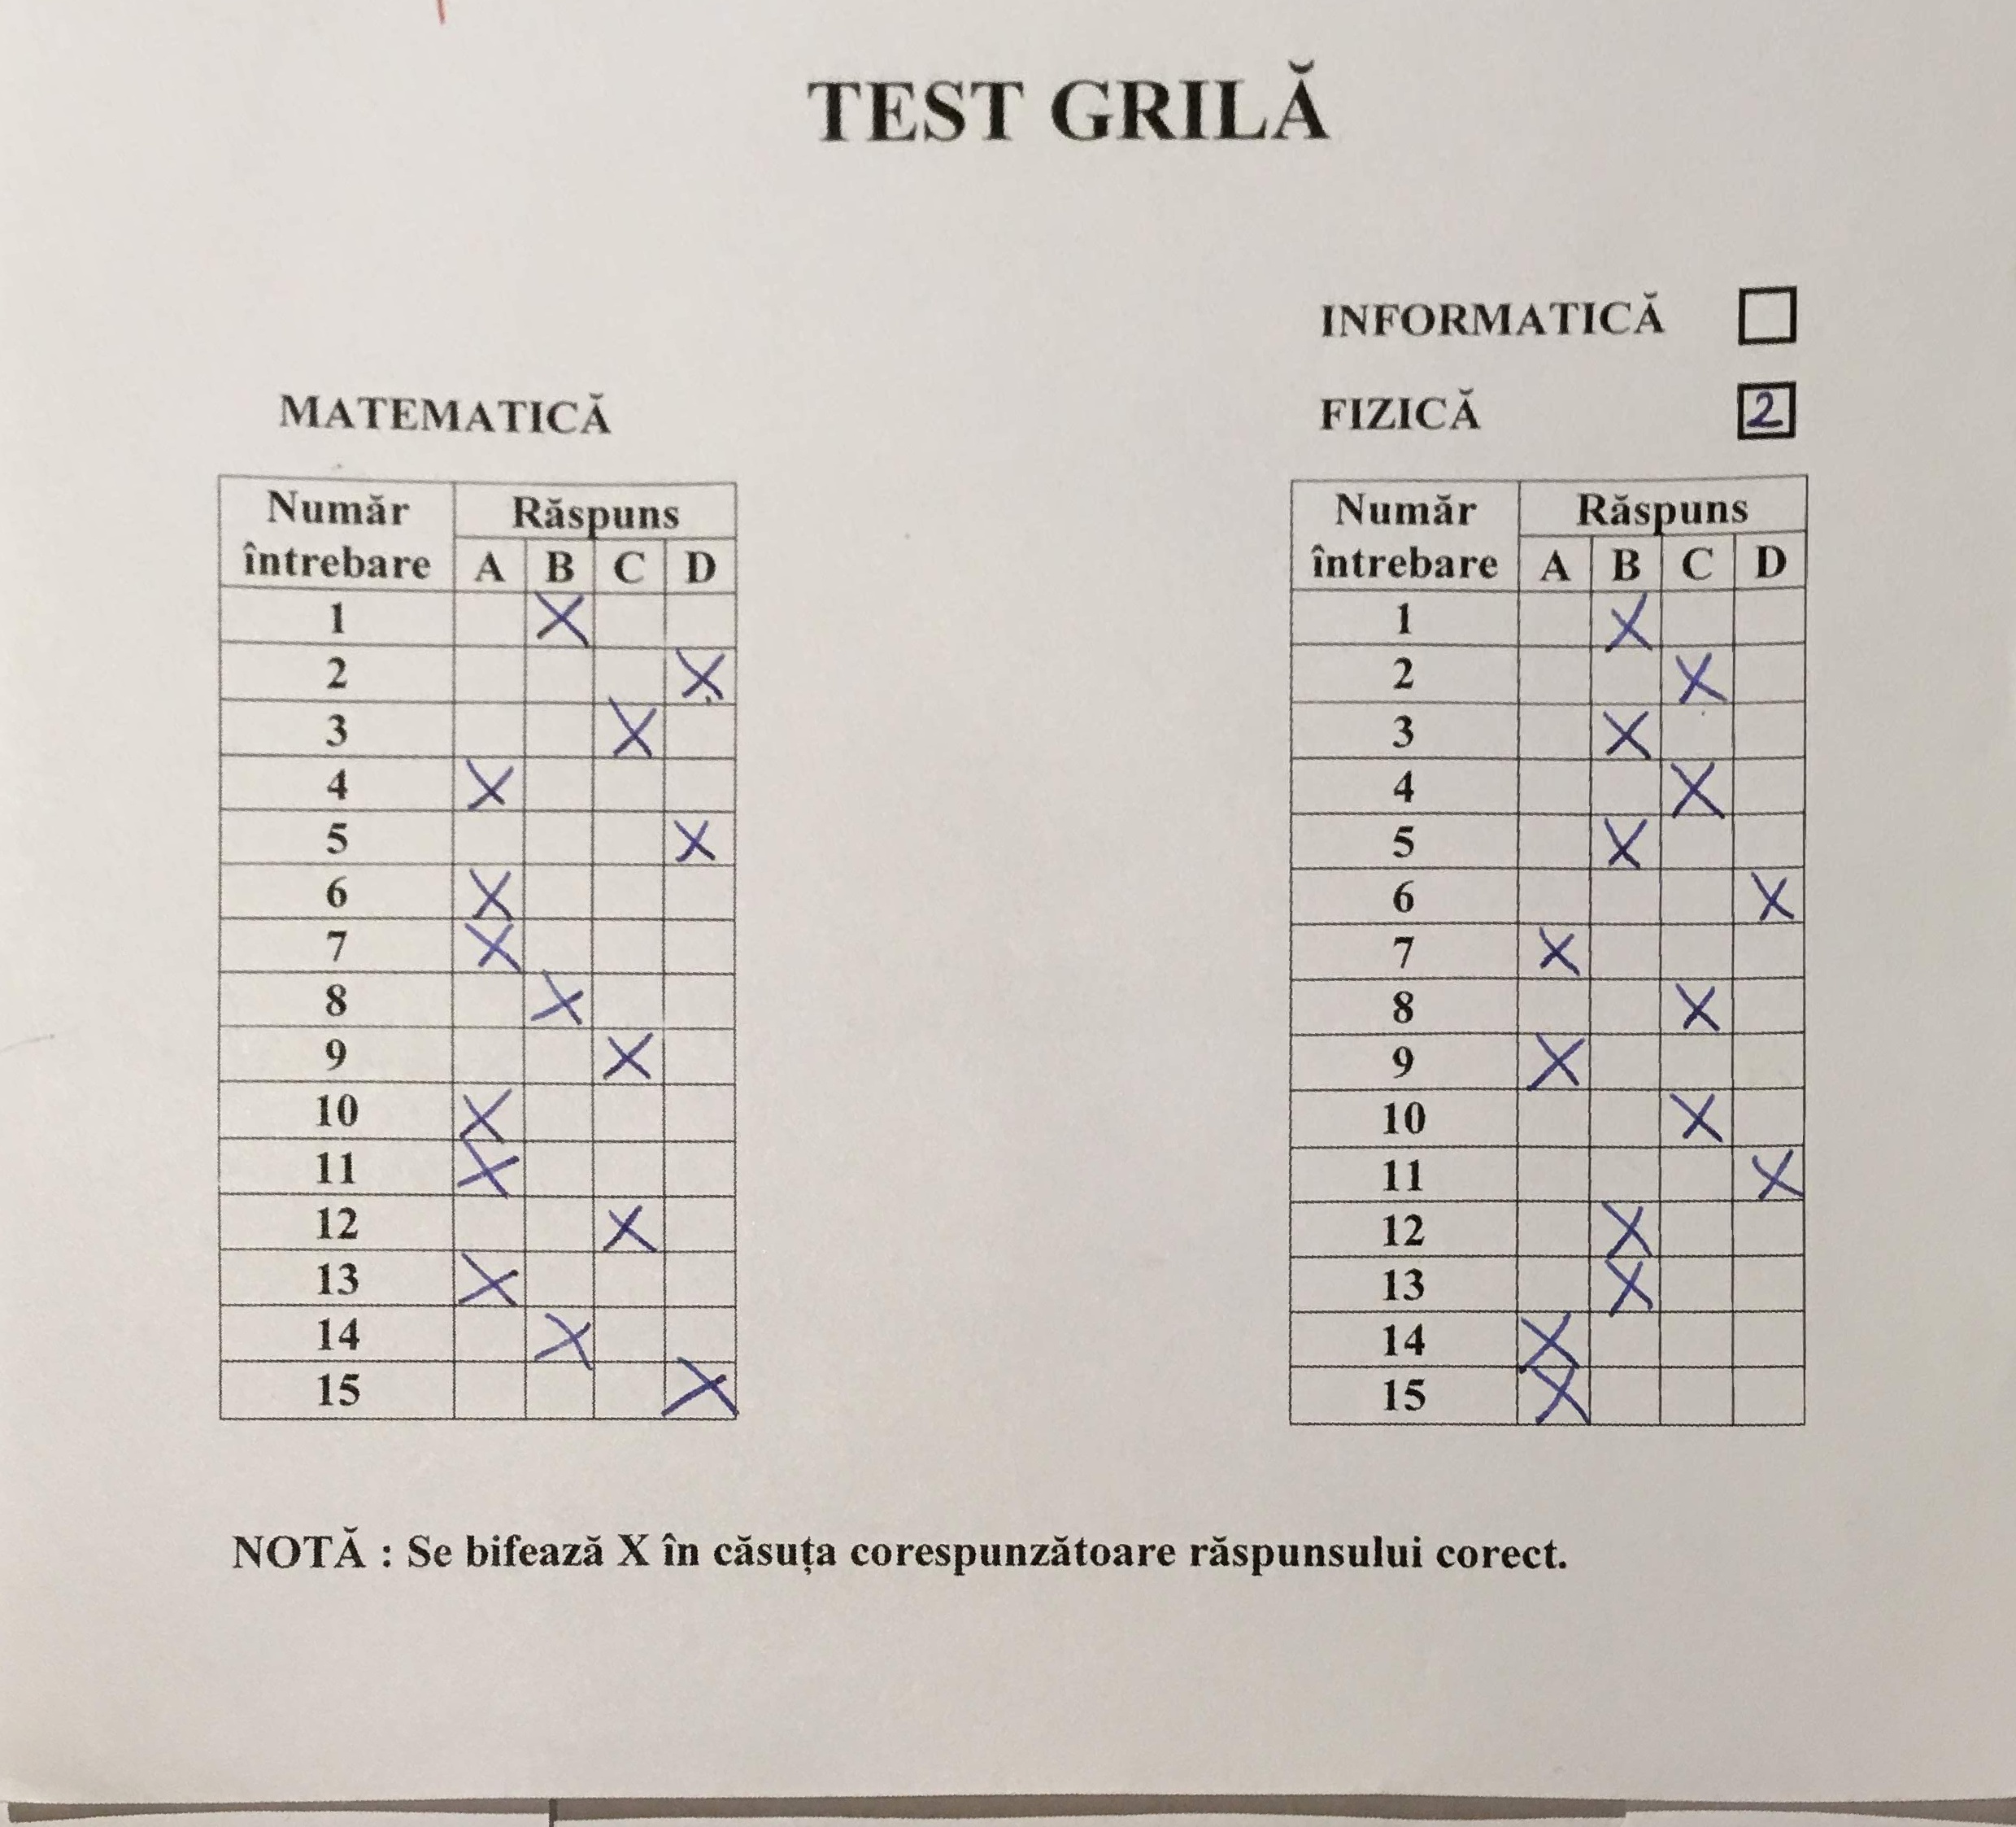 TEST GRILĂ
INFORMATICĂ
MATEMATICĂ
FIZICĂ 2
Număr întrebare Răspuns
A B C D
1 X
2 X
3 X
4 X
5 X
6 X
7 X
8 X
9 X
10 X
11 X
12 X
13 X
14 X
15 X
Număr întrebare Răspuns
A B C D
1 X
2 X
3 X
4 X
5 X
6 X
7 X
8 X
9 X
10 X
11 X
12 X
13 X
14 X
15 X
NOTĂ : Se bifează X în căsuța corespunzătoare răspunsului corect.